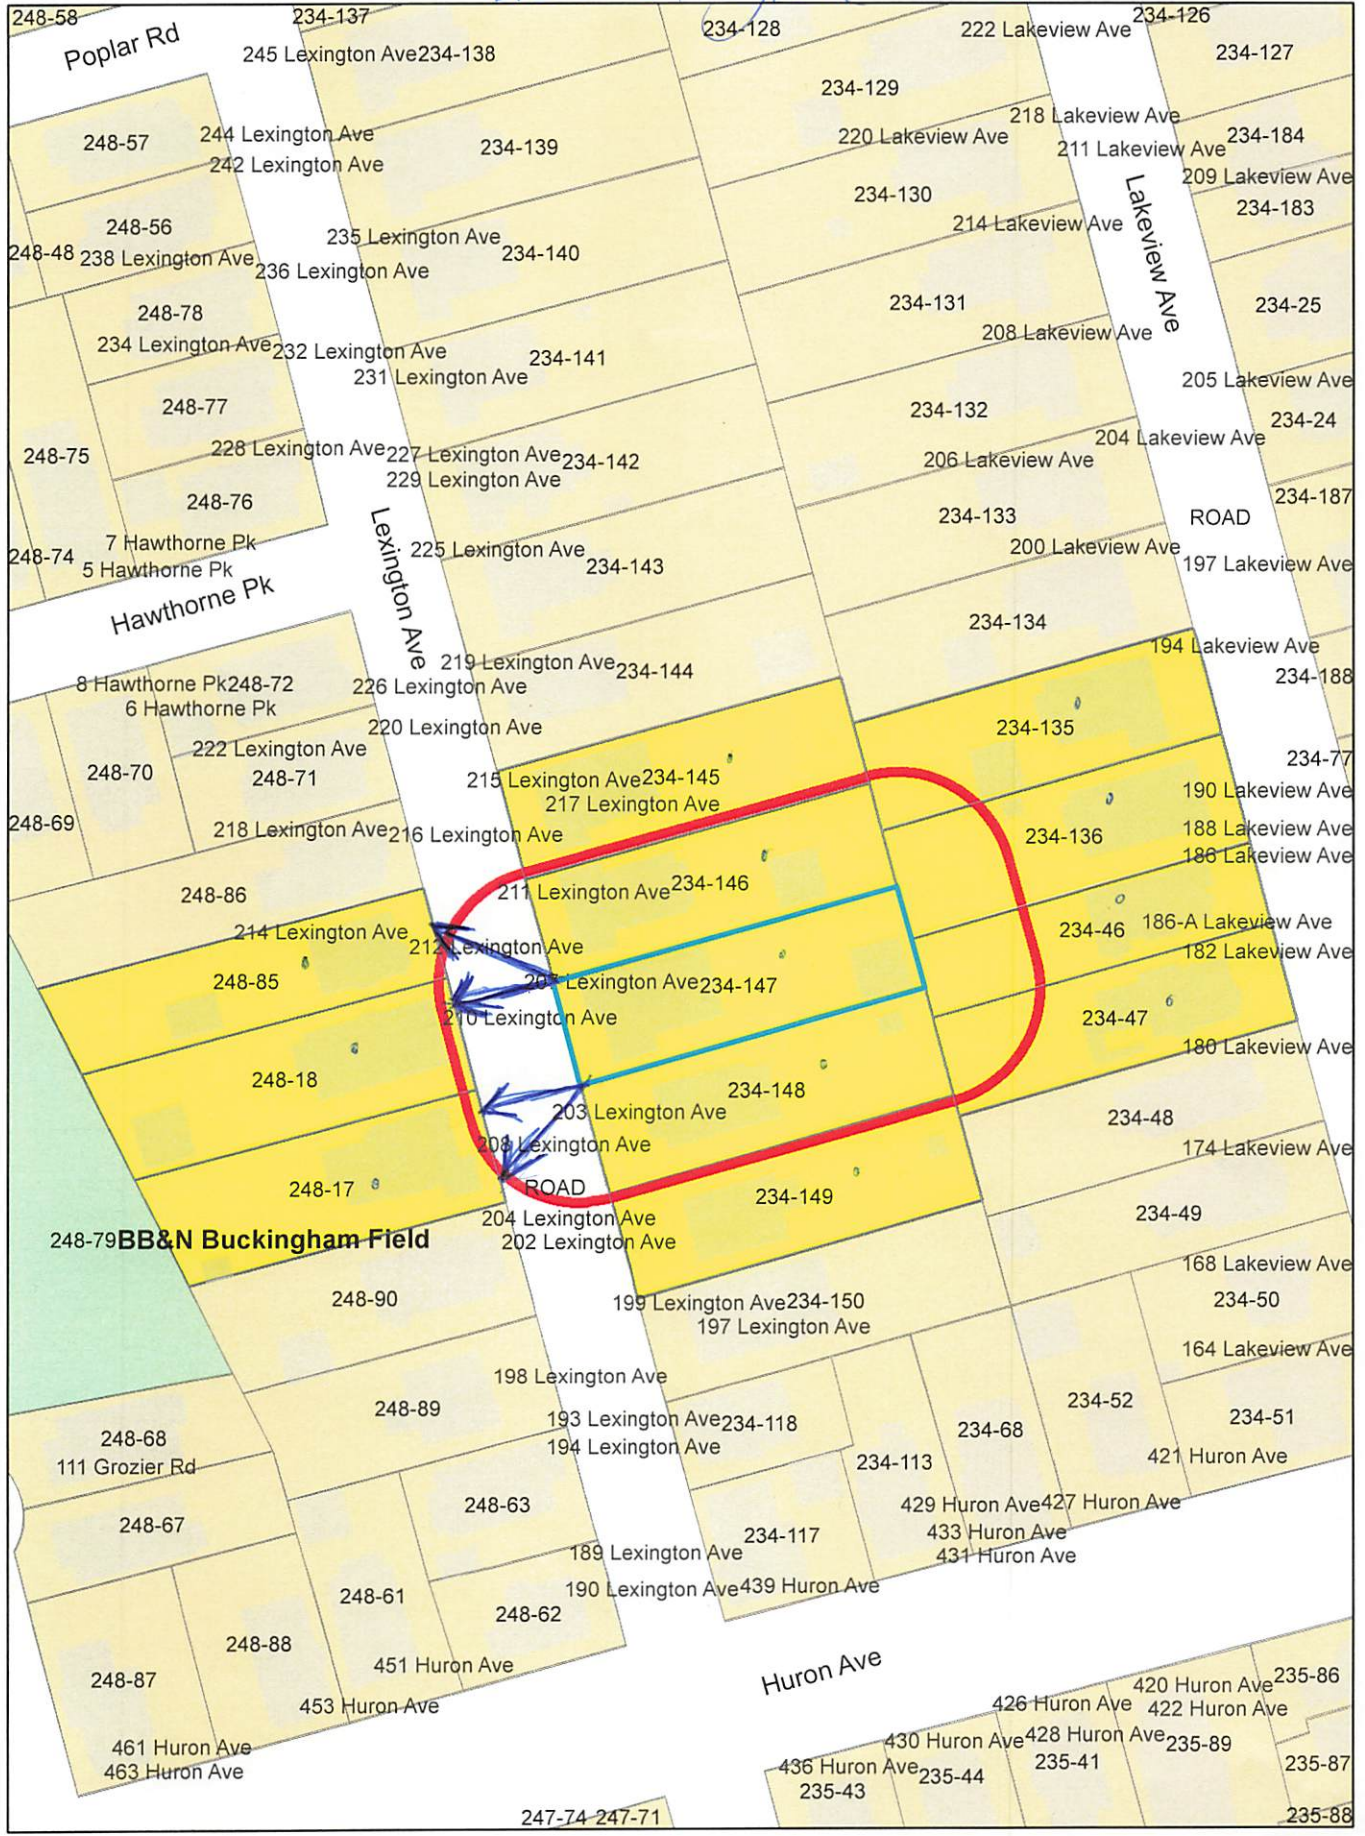 248-58
234-137
234-128
222 Lakeview Ave
234-126
Poplar Rd
245 Lexington Ave
234-138
234-127
234-129
248-57
244 Lexington Ave
218 Lakeview Ave
220 Lakeview Ave
234-184
242 Lexington Ave
234-139
211 Lakeview Ave
209 Lakeview Ave
234-130
234-183
248-56
235 Lexington Ave
214 Lakeview Ave
Lakeview Ave
248-48
238 Lexington Ave
236 Lexington Ave
234-140
248-78
234-131
234-25
234 Lexington Ave
232 Lexington Ave
234-141
208 Lakeview Ave
231 Lexington Ave
205 Lakeview Ave
248-77
234-132
234-24
248-75
228 Lexington Ave
227 Lexington Ave
234-142
204 Lakeview Ave
206 Lakeview Ave
229 Lexington Ave
248-76
234-187
234-133
ROAD
7 Hawthorne Pk
248-74
5 Hawthorne Pk
Lexington Ave
225 Lexington Ave
234-143
200 Lakeview Ave
197 Lakeview Ave
Hawthorne Pk
234-134
219 Lexington Ave
234-144
194 Lakeview Ave
234-188
8 Hawthorne Pk
248-72
226 Lexington Ave
6 Hawthorne Pk
220 Lexington Ave
234-135
222 Lexington Ave
248-70
248-71
215 Lexington Ave
234-145
234-77
217 Lexington Ave
190 Lakeview Ave
248-69
218 Lexington Ave
216 Lexington Ave
234-136
188 Lakeview Ave
186 Lakeview Ave
248-86
211 Lexington Ave
234-146
214 Lexington Ave
212 Lexington Ave
234-46
186-A Lakeview Ave
182 Lakeview Ave
248-85
207 Lexington Ave
234-147
210 Lexington Ave
234-47
180 Lakeview Ave
248-18
234-148
203 Lexington Ave
234-48
208 Lexington Ave
174 Lakeview Ave
248-17
ROAD
234-149
204 Lexington Ave
234-49
248-79
BB&N Buckingham Field
202 Lexington Ave
168 Lakeview Ave
248-90
199 Lexington Ave
234-150
234-50
197 Lexington Ave
164 Lakeview Ave
198 Lexington Ave
248-89
234-52
193 Lexington Ave
234-118
234-68
234-51
248-68
194 Lexington Ave
111 Grozier Rd
234-113
421 Huron Ave
248-63
429 Huron Ave
427 Huron Ave
248-67
234-117
433 Huron Ave
189 Lexington Ave
431 Huron Ave
248-61
190 Lexington Ave
439 Huron Ave
248-62
248-88
451 Huron Ave
Huron Ave
248-87
453 Huron Ave
420 Huron Ave
235-86
426 Huron Ave
422 Huron Ave
461 Huron Ave
430 Huron Ave
428 Huron Ave
235-89
463 Huron Ave
436 Huron Ave
235-44
235-41
235-87
235-43
247-74
247-71
235-88